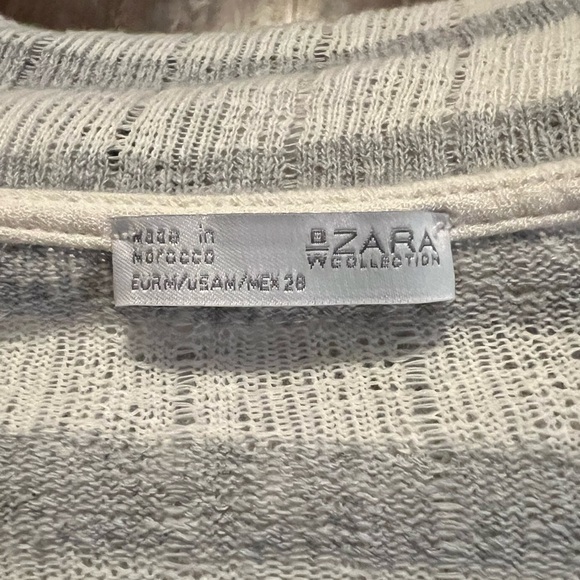 Made in
Morocco
EUR M/USA M/MEX 28
B ZARA
W COLLECTION